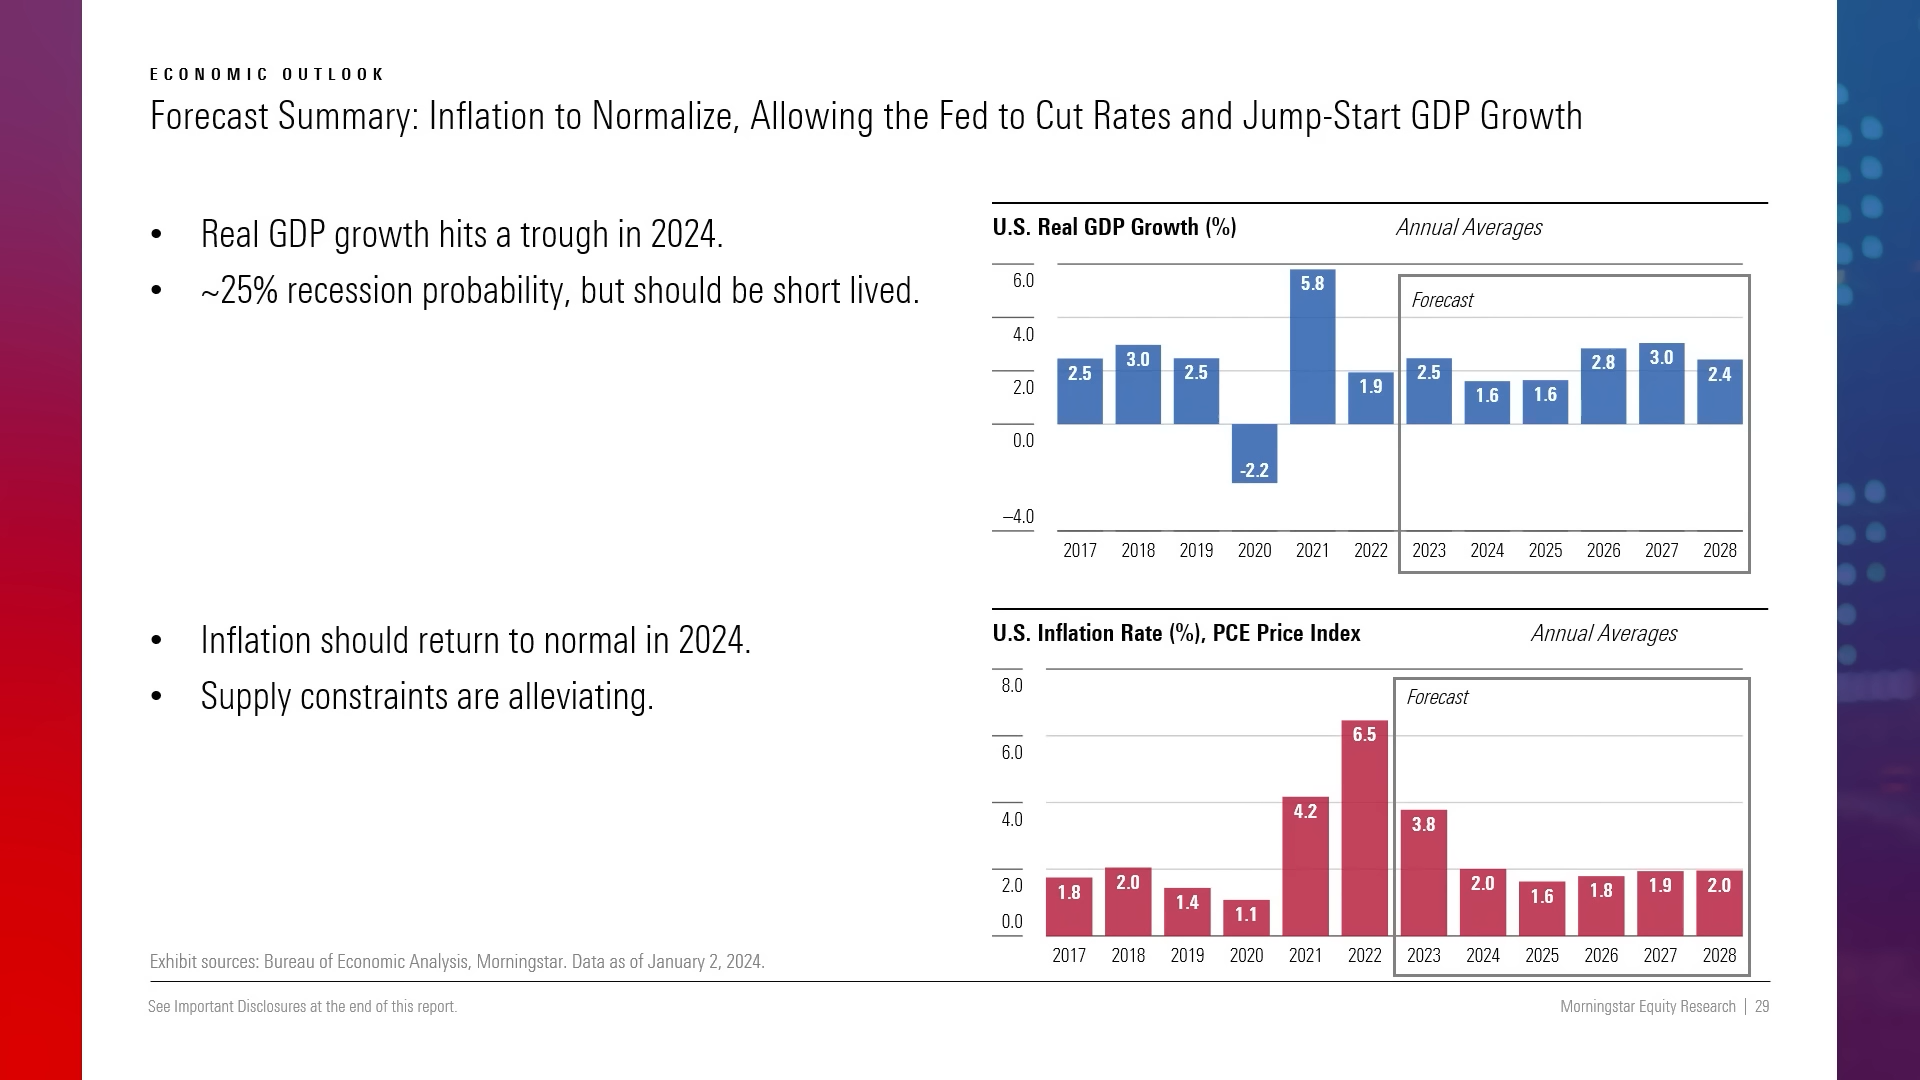 ECONOMIC OUTLOOK
Forecast Summary: Inflation to Normalize, Allowing the Fed to Cut Rates and Jump-Start GDP Growth
• Real GDP growth hits a trough in 2024.
• ~25% recession probability, but should be short lived.
U.S. Real GDP Growth (%) Annual Averages
6.0
4.0
2.0
0.0
–4.0
Forecast
2.5 3.0 2.5 -2.2 5.8 1.9 2.5 1.6 1.6 2.8 3.0 2.4
2017 2018 2019 2020 2021 2022 2023 2024 2025 2026 2027 2028
• Inflation should return to normal in 2024.
• Supply constraints are alleviating.
U.S. Inflation Rate (%), PCE Price Index Annual Averages
8.0
6.0
4.0
2.0
0.0
Forecast
1.8 2.0 1.4 1.1 4.2 6.5 3.8 2.0 1.6 1.8 1.9 2.0
2017 2018 2019 2020 2021 2022 2023 2024 2025 2026 2027 2028
Exhibit sources: Bureau of Economic Analysis, Morningstar. Data as of January 2, 2024.
See Important Disclosures at the end of this report.
Morningstar Equity Research | 29